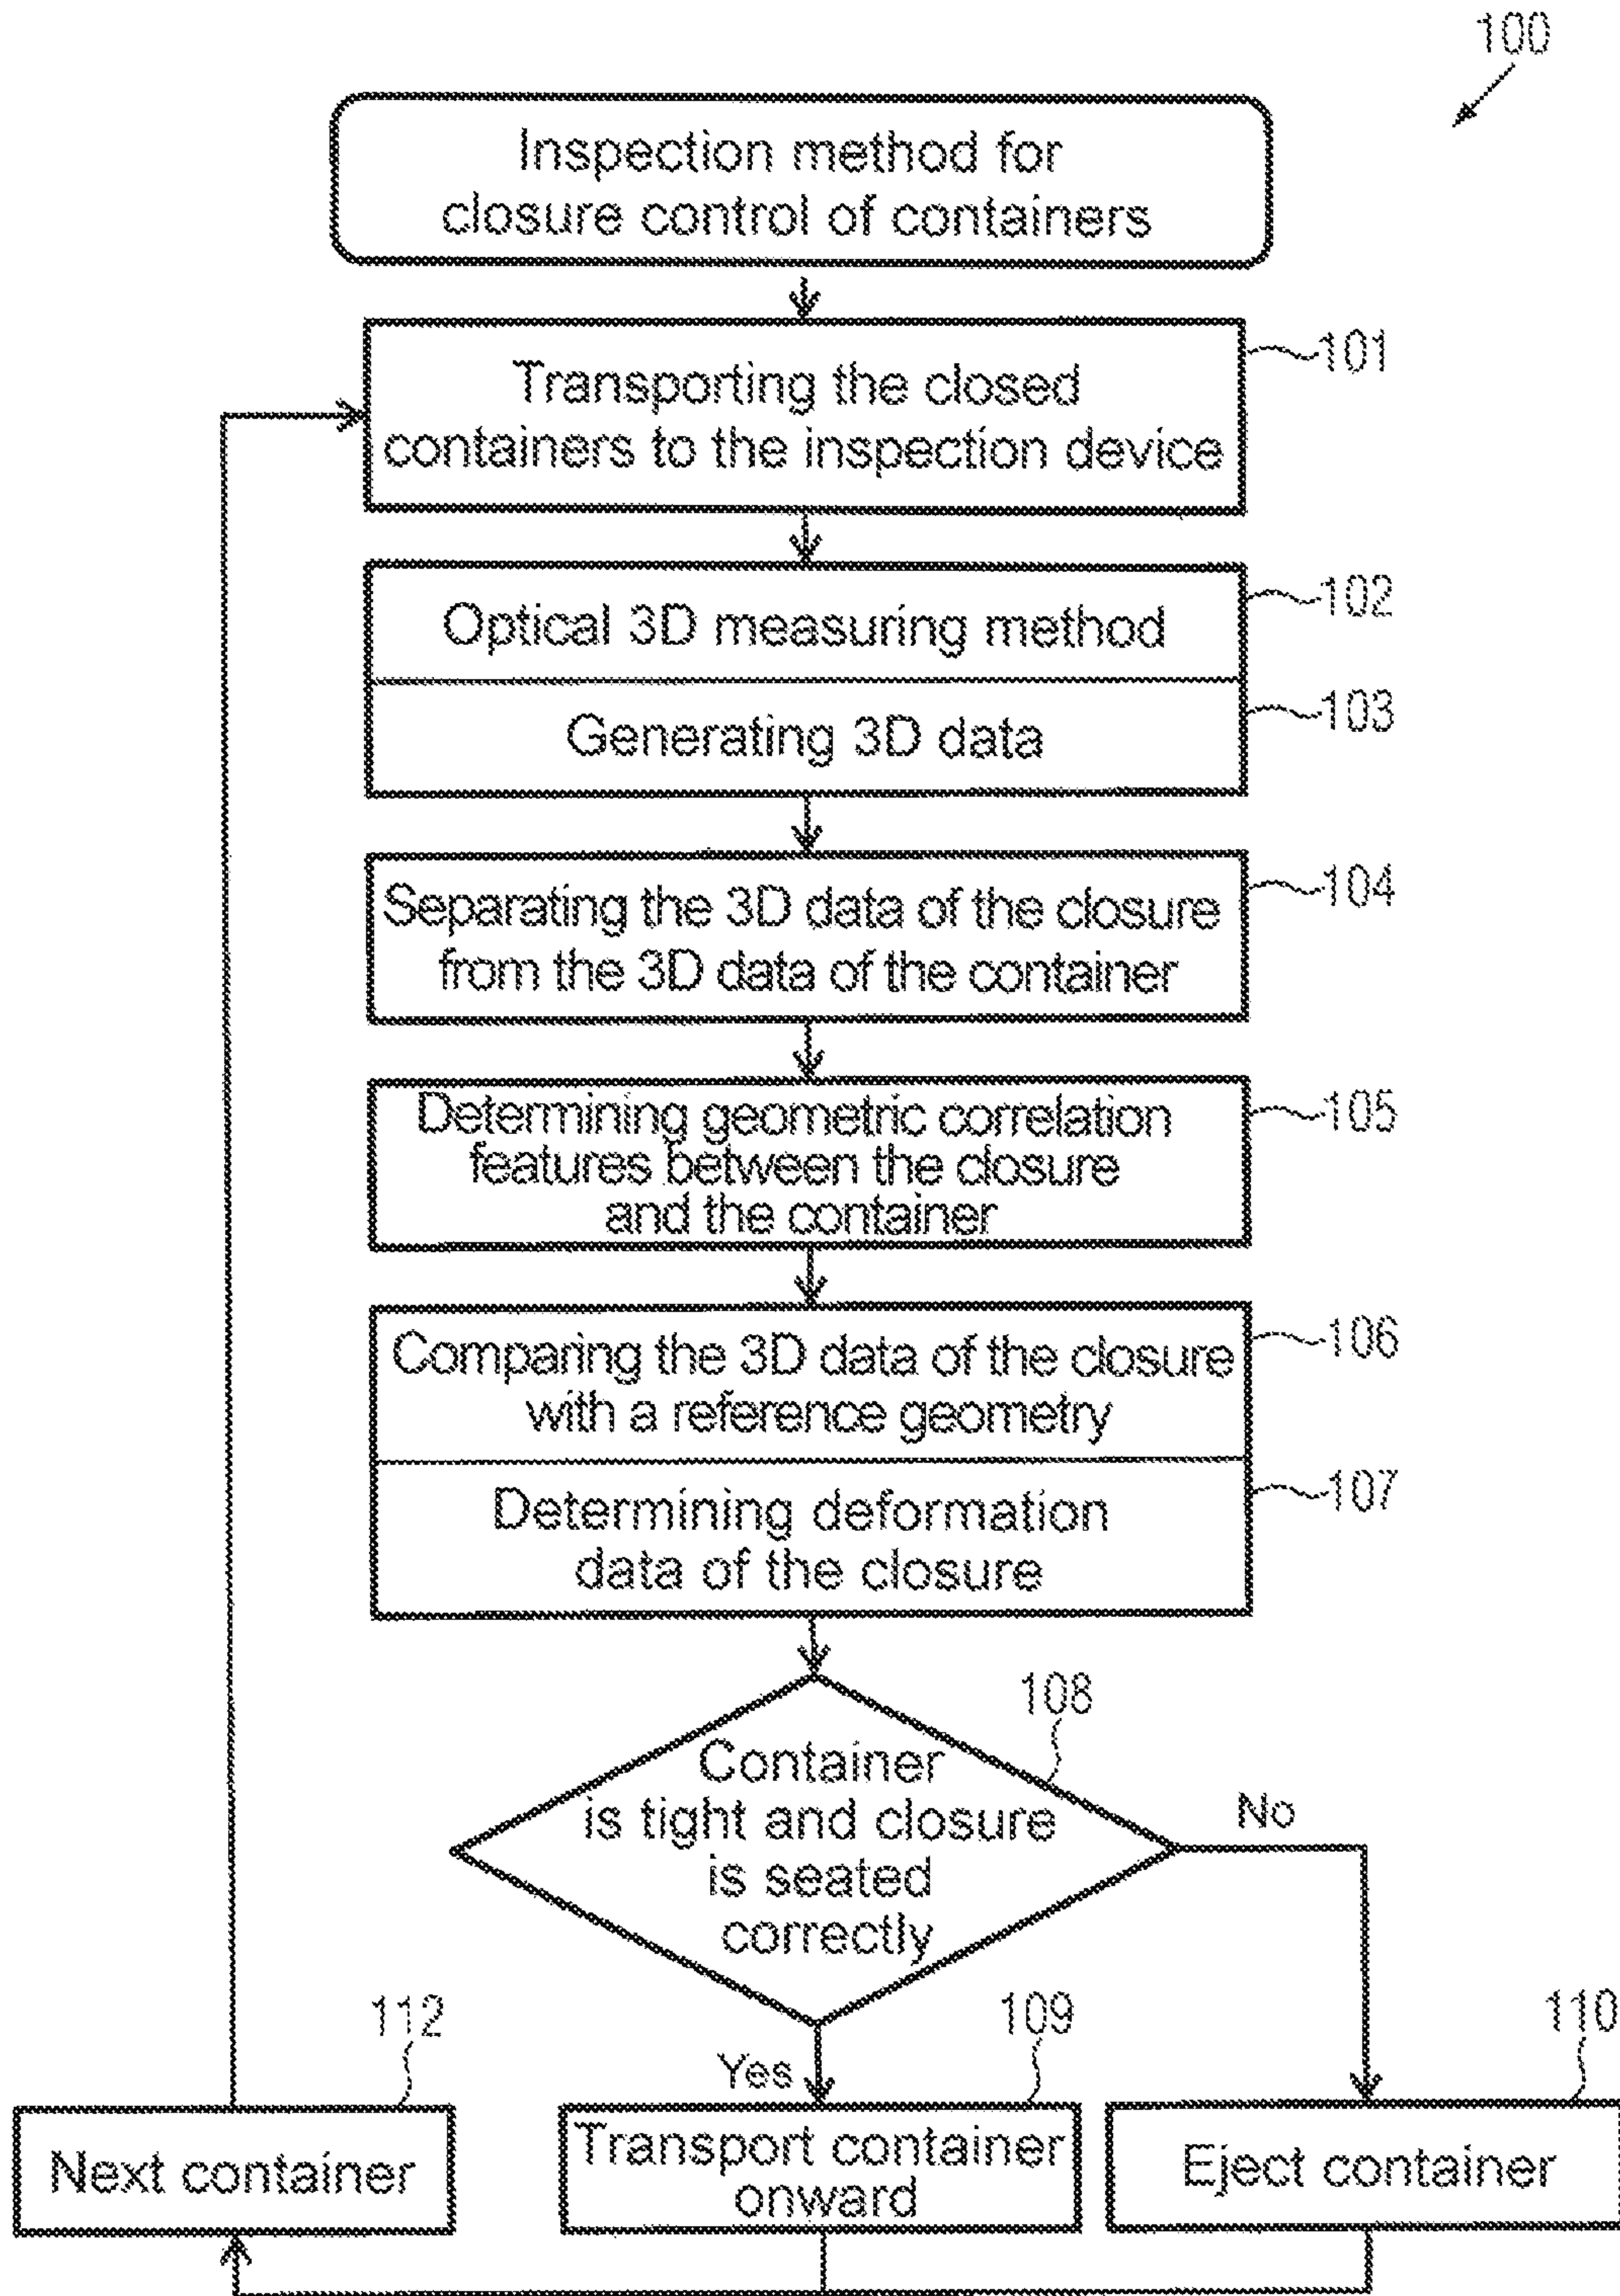 100
Inspection method for
closure control of containers
101
Transporting the closed
containers to the inspection device
102
Optical 3D measuring method
103
Generating 3D data
104
Separating the 3D data of the closure
from the 3D data of the container
105
Determining geometric correlation
features between the closure
and the container
106
Comparing the 3D data of the closure
with a reference geometry
107
Determining deformation
data of the closure
108
Container
is tight and closure
is seated
correctly
No
Yes
112
Next container
109
Transport container
onward
110
Eject container